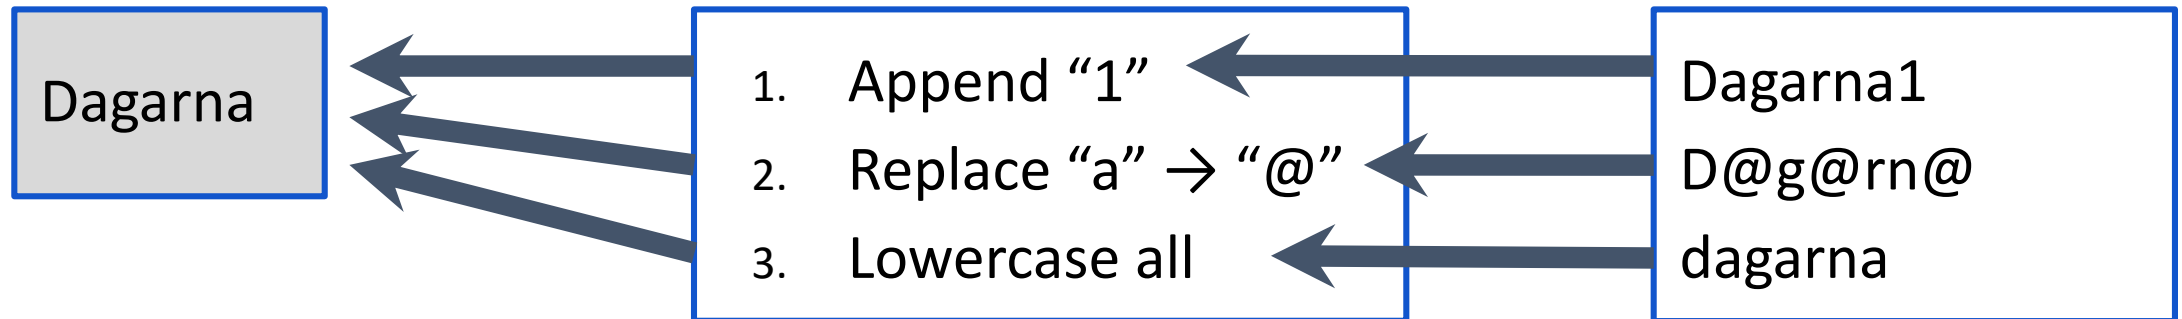 Dagarna
1. Append “1”
2. Replace “a” → “@”
3. Lowercase all
Dagarna1
D@g@rn@
dagarna